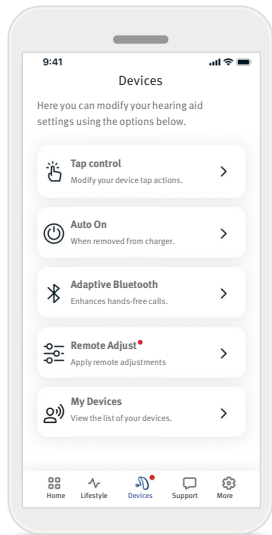 9:41
Devices
Here you can modify your hearing aid
settings using the options below.
Tap control
Modify your device tap actions.
Auto On
When removed from charger.
Adaptive Bluetooth
Enhances hands-free calls.
Remote Adjust
Apply remote adjustments
My Devices
View the list of your devices.
Home Lifestyle Devices Support More